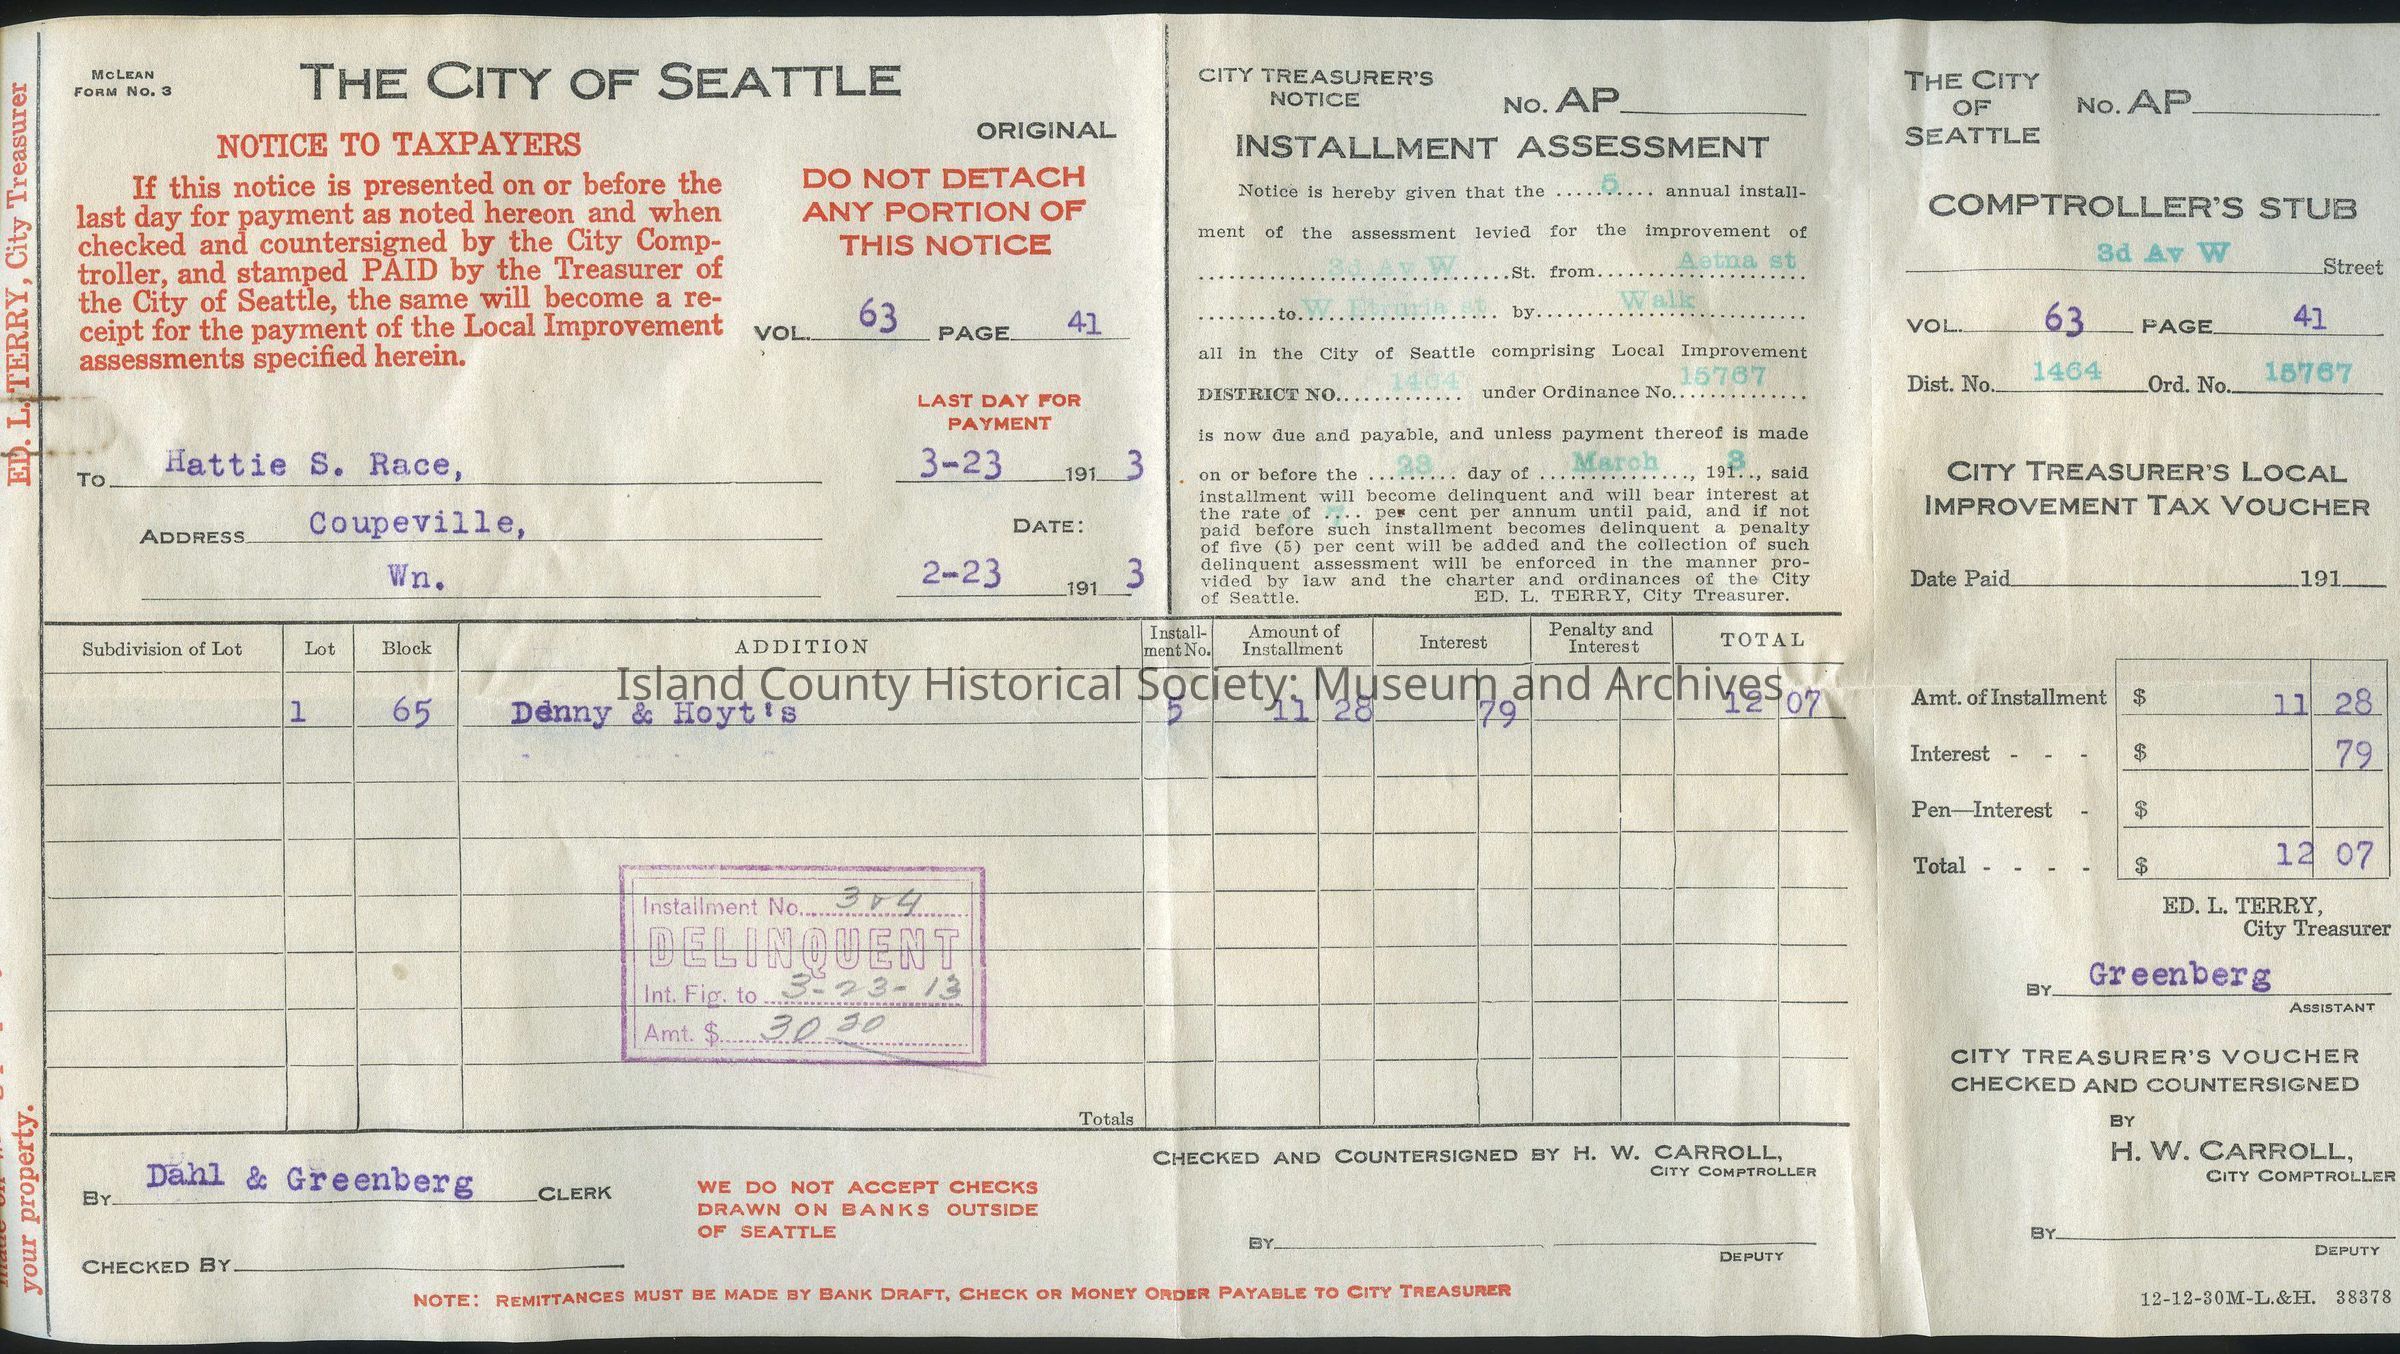 ED. L. TERRY, City Treasurer
your property.
McLEAN
FORM NO. 3
THE CITY OF SEATTLE
NOTICE TO TAXPAYERS
If this notice is presented on or before the
last day for payment as noted hereon and when
checked and countersigned by the City Comp-
troller, and stamped PAID by the Treasurer of
the City of Seattle, the same will become a re-
ceipt for the payment of the Local Improvement
assessments specified herein.
ORIGINAL
DO NOT DETACH
ANY PORTION OF
THIS NOTICE
VOL. 63 PAGE 41
LAST DAY FOR
PAYMENT
3-23 191 3
DATE:
2-23 191 3
TO Hattie S. Race,
ADDRESS Coupeville,
Wn.
CITY TREASURER'S
NOTICE
NO. AP
INSTALLMENT ASSESSMENT
Notice is hereby given that the 5 annual install-
ment of the assessment levied for the improvement of
3d Av W St. from Aetna st
to W Etruria st by Walk
all in the City of Seattle comprising Local Improvement
DISTRICT NO. 1464 under Ordinance No. 15767
is now due and payable, and unless payment thereof is made
on or before the 23 day of March, 191 3, said
installment will become delinquent and will bear interest at
the rate of .... per cent per annum until paid, and if not
paid before such installment becomes delinquent a penalty
of five (5) per cent will be added and the collection of such
delinquent assessment will be enforced in the manner pro-
vided by law and the charter and ordinances of the City
of Seattle. ED. L. TERRY, City Treasurer.
Subdivision of Lot Lot Block ADDITION Install-ment No. Amount of Installment Interest Penalty and Interest TOTAL
Island County Historical Society: Museum and Archives
1 65 Denny & Hoyt's 5 11 28 79 12 07
Installment No. 3 & 4
DELINQUENT
Int. Fig. to 3-23-13
Amt. $ 30 30
Totals
BY Dahl & Greenberg CLERK
CHECKED BY
WE DO NOT ACCEPT CHECKS
DRAWN ON BANKS OUTSIDE
OF SEATTLE
CHECKED AND COUNTERSIGNED BY H. W. CARROLL,
CITY COMPTROLLER
BY
DEPUTY
NOTE: REMITTANCES MUST BE MADE BY BANK DRAFT, CHECK OR MONEY ORDER PAYABLE TO CITY TREASURER
THE CITY
OF
SEATTLE
NO. AP
COMPTROLLER'S STUB
3d Av W Street
VOL. 63 PAGE 41
Dist. No. 1464 Ord. No. 15767
CITY TREASURER'S LOCAL
IMPROVEMENT TAX VOUCHER
Date Paid 191
Amt. of Installment $ 11 28
Interest - - - $ 79
Pen—Interest - $
Total - - - - $ 12 07
ED. L. TERRY,
City Treasurer
BY Greenberg
ASSISTANT
CITY TREASURER'S VOUCHER
CHECKED AND COUNTERSIGNED
BY
H. W. CARROLL,
CITY COMPTROLLER
BY
DEPUTY
12-12-30M-L.&H. 38378